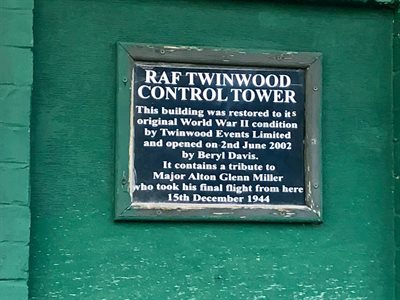 RAF TWINWOOD
CONTROL TOWER
This building was restored to its
original World War II condition
by Twinwood Events Limited
and opened on 2nd June 2002
by Beryl Davis.
It contains a tribute to
Major Alton Glenn Miller
who took his final flight from here
15th December 1944